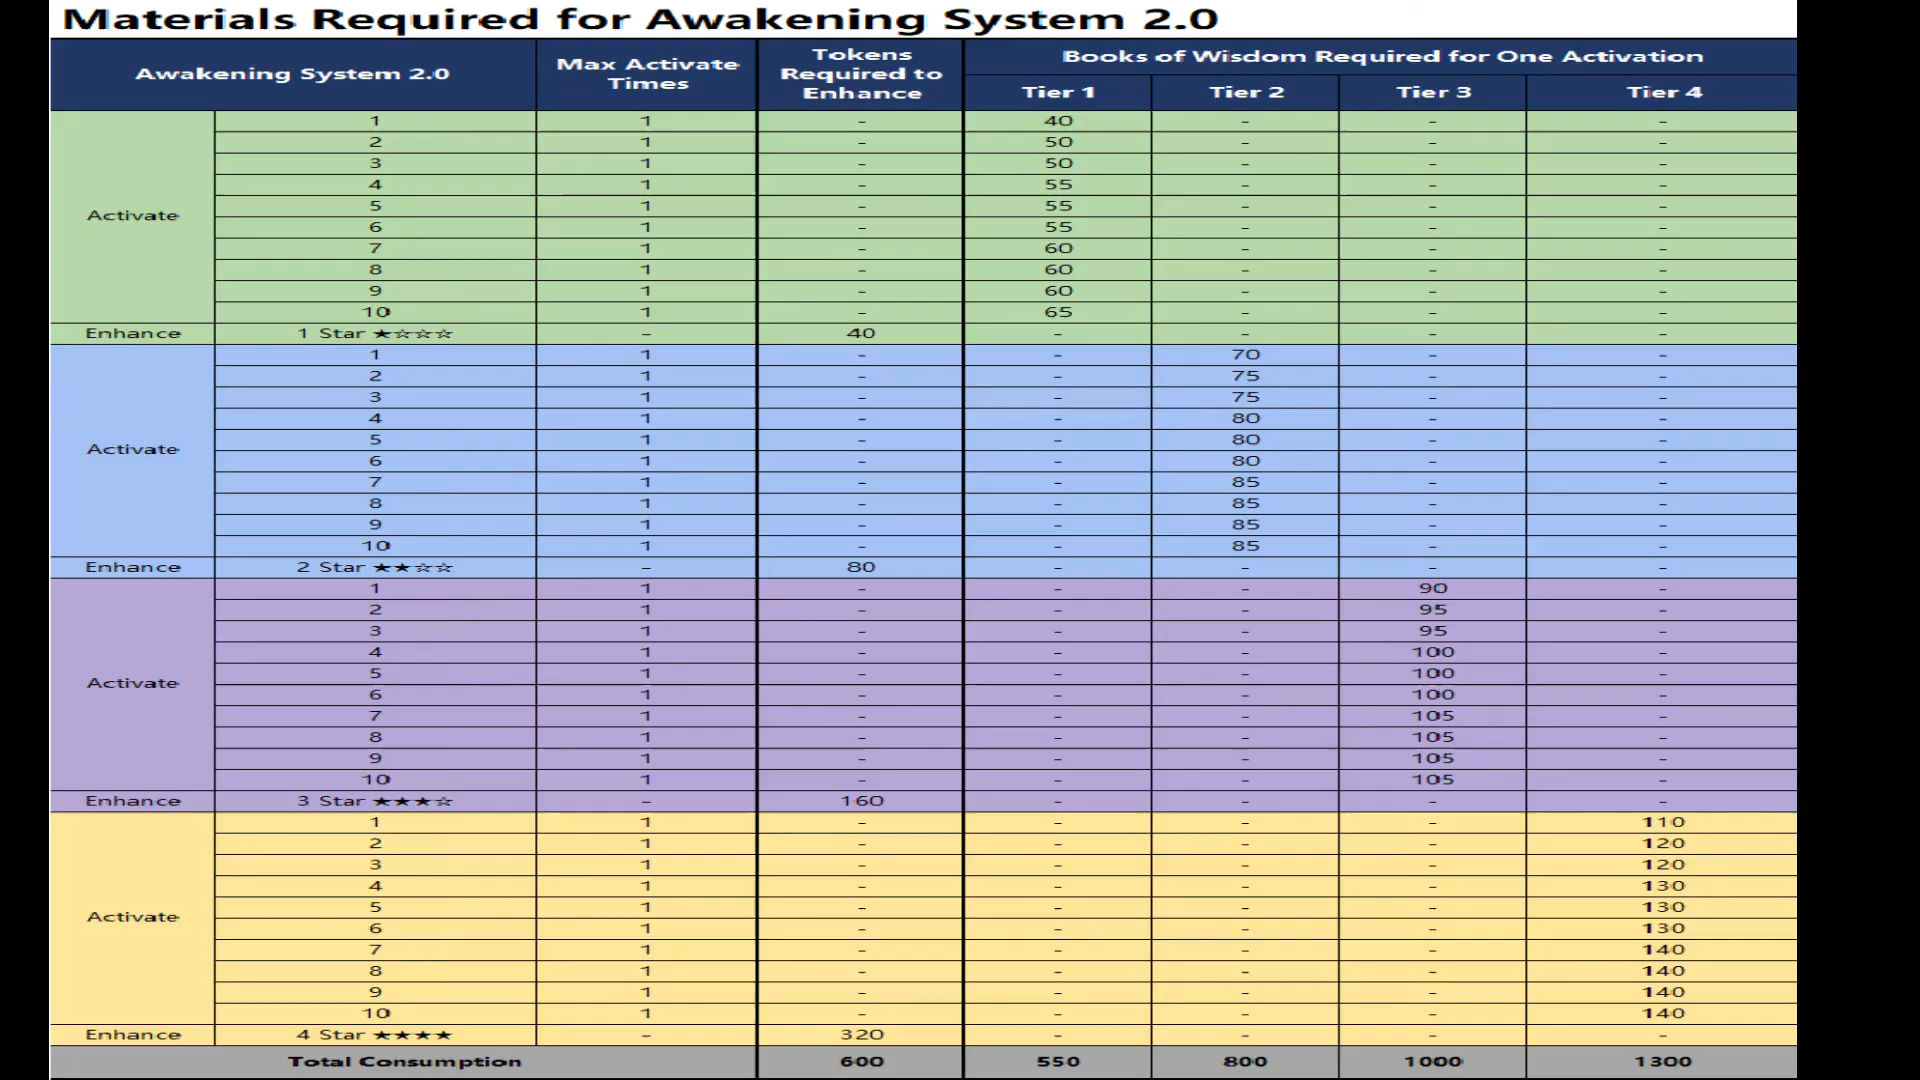 Materials Required for Awakening System 2.0
Awakening System 2.0 Max Activate Times Tokens Required to Enhance Books of Wisdom Required for One Activation
Tier 1 Tier 2 Tier 3 Tier 4
Activate
1 1 - 40 - - -
2 1 - 50 - - -
3 1 - 50 - - -
4 1 - 55 - - -
5 1 - 55 - - -
6 1 - 55 - - -
7 1 - 60 - - -
8 1 - 60 - - -
9 1 - 60 - - -
10 1 - 65 - - -
Enhance 1 Star ★☆☆☆ - 40 - - - -
Activate
1 1 - - 70 - -
2 1 - - 75 - -
3 1 - - 75 - -
4 1 - - 80 - -
5 1 - - 80 - -
6 1 - - 80 - -
7 1 - - 85 - -
8 1 - - 85 - -
9 1 - - 85 - -
10 1 - - 85 - -
Enhance 2 Star ★★☆☆ - 80 - - - -
Activate
1 1 - - - 90 -
2 1 - - - 95 -
3 1 - - - 95 -
4 1 - - - 100 -
5 1 - - - 100 -
6 1 - - - 100 -
7 1 - - - 105 -
8 1 - - - 105 -
9 1 - - - 105 -
10 1 - - - 105 -
Enhance 3 Star ★★★☆ - 160 - - - -
Activate
1 1 - - - - 110
2 1 - - - - 120
3 1 - - - - 120
4 1 - - - - 130
5 1 - - - - 130
6 1 - - - - 130
7 1 - - - - 140
8 1 - - - - 140
9 1 - - - - 140
10 1 - - - - 140
Enhance 4 Star ★★★★ - 320 - - - -
Total Consumption 600 550 800 1000 1300